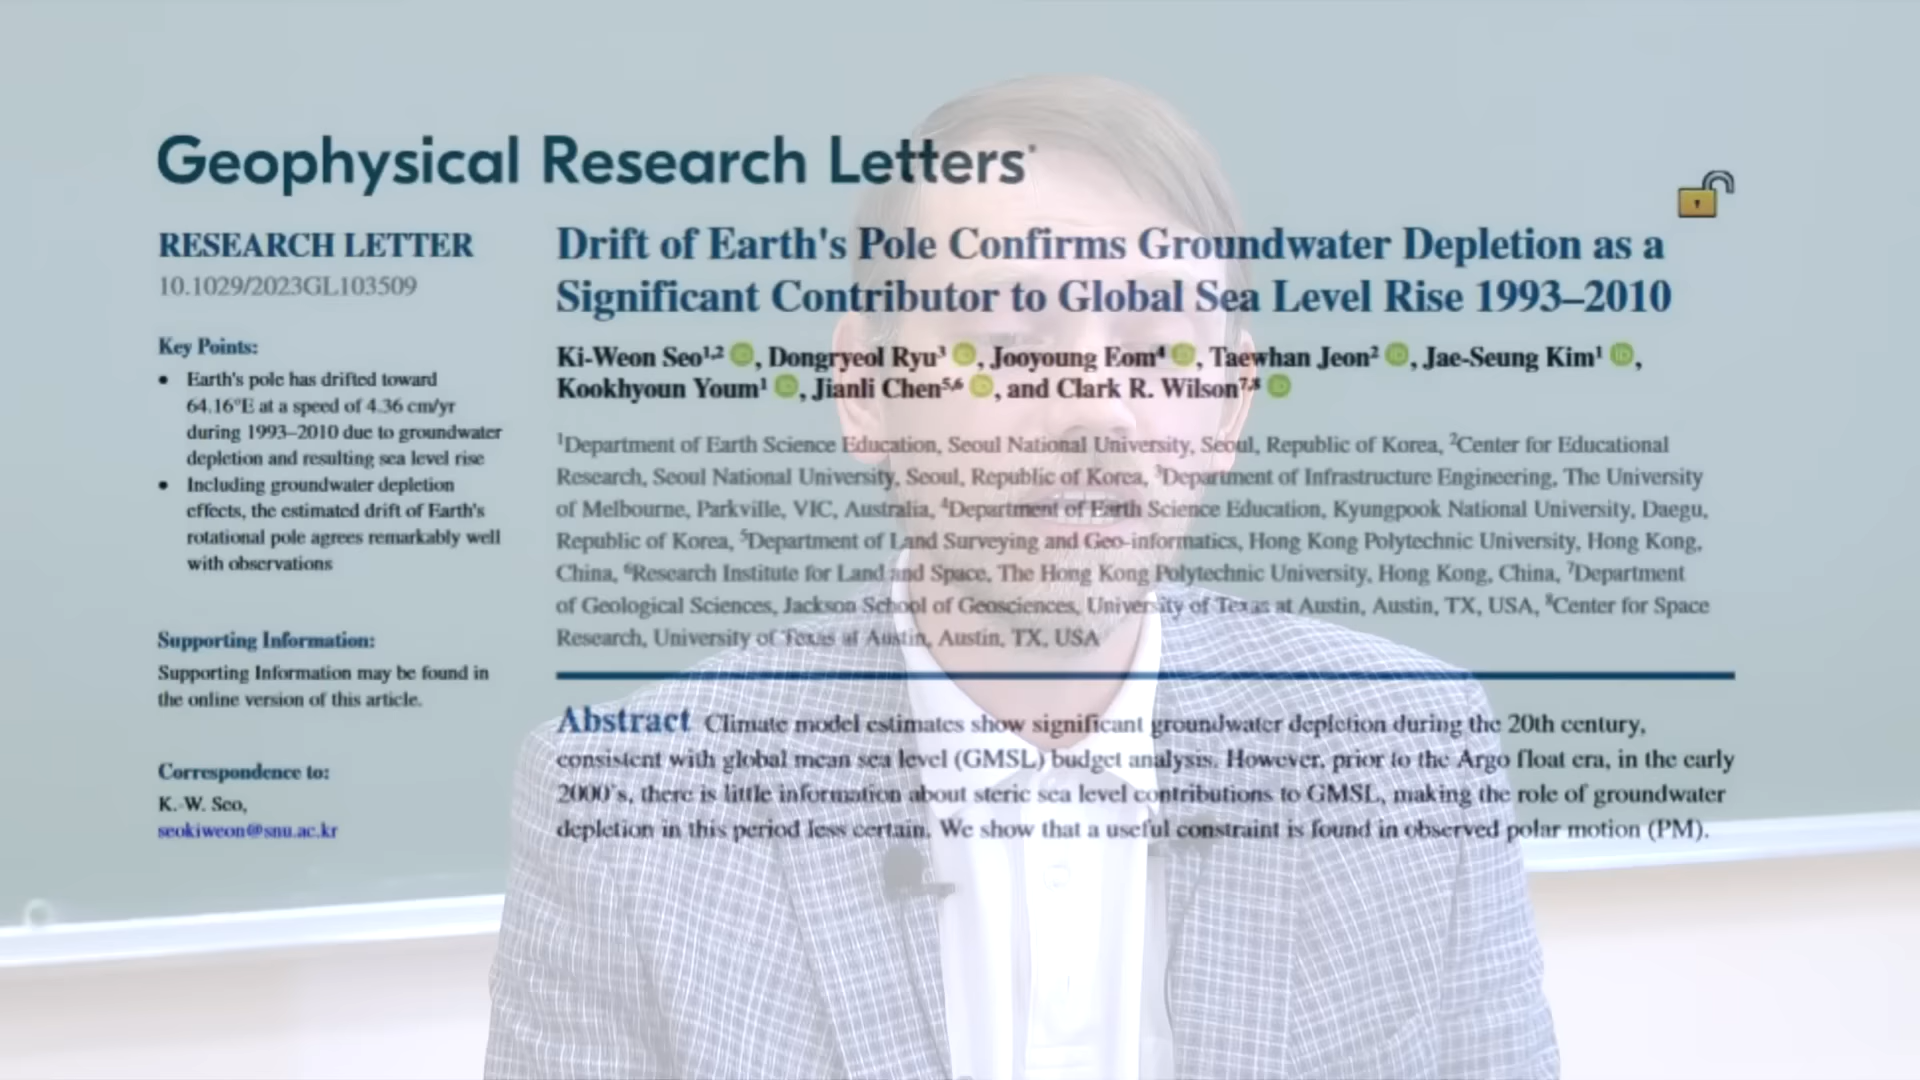 Geophysical Research Letters
RESEARCH LETTER
10.1029/2023GL103509
Key Points:
• Earth's pole has drifted toward
64.16°E at a speed of 4.36 cm/yr
during 1993–2010 due to groundwater
depletion and resulting sea level rise
• Including groundwater depletion
effects, the estimated drift of Earth's
rotational pole agrees remarkably well
with observations
Supporting Information:
Supporting Information may be found in
the online version of this article.
Correspondence to:
K.-W. Seo,
seokiweon@snu.ac.kr
Drift of Earth's Pole Confirms Groundwater Depletion as a
Significant Contributor to Global Sea Level Rise 1993–2010
Ki-Weon Seo1,2, Dongryeol Ryu3, Jooyoung Eom4, Taewhan Jeon2, Jae-Seung Kim1,
Kookhyoun Youm1, Jianli Chen5,6, and Clark R. Wilson7,8
1Department of Earth Science Education, Seoul National University, Seoul, Republic of Korea, 2Center for Educational
Research, Seoul National University, Seoul, Republic of Korea, 3Department of Infrastructure Engineering, The University
of Melbourne, Parkville, VIC, Australia, 4Department of Earth Science Education, Kyungpook National University, Daegu,
Republic of Korea, 5Department of Land Surveying and Geo-informatics, Hong Kong Polytechnic University, Hong Kong,
China, 6Research Institute for Land and Space, The Hong Kong Polytechnic University, Hong Kong, China, 7Department
of Geological Sciences, Jackson School of Geosciences, University of Texas at Austin, Austin, TX, USA, 8Center for Space
Research, University of Texas at Austin, Austin, TX, USA
Abstract Climate model estimates show significant groundwater depletion during the 20th century,
consistent with global mean sea level (GMSL) budget analysis. However, prior to the Argo float era, in the early
2000's, there is little information about steric sea level contributions to GMSL, making the role of groundwater
depletion in this period less certain. We show that a useful constraint is found in observed polar motion (PM).